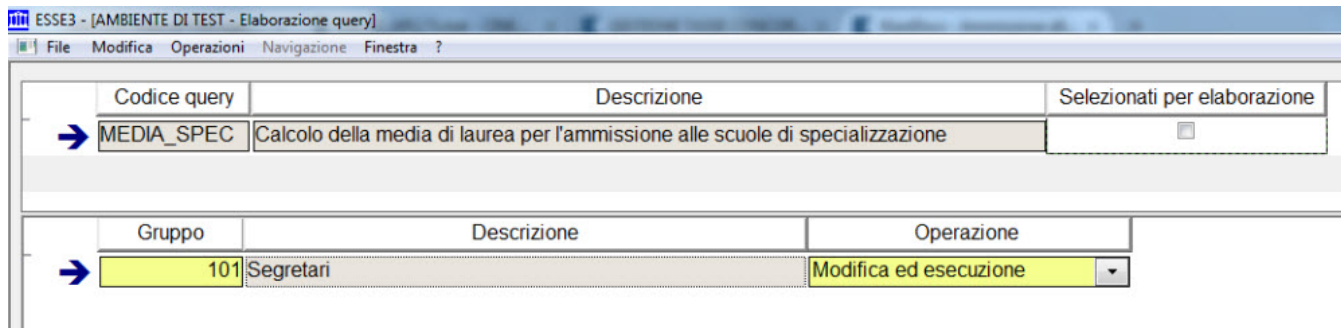 ESSE3 - [AMBIENTE DI TEST - Elaborazione query]
File Modifica Operazioni Navigazione Finestra ?
Codice query Descrizione Selezionati per elaborazione
MEDIA_SPEC Calcolo della media di laurea per l'ammissione alle scuole di specializzazione
Gruppo Descrizione Operazione
101 Segretari Modifica ed esecuzione